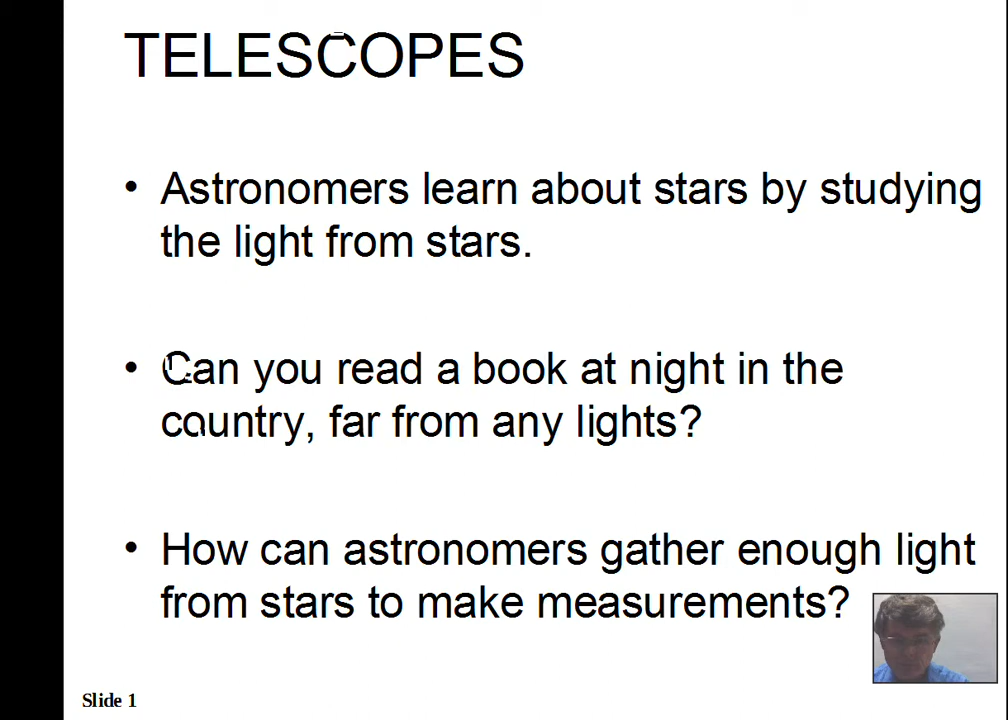 TELESCOPES
• Astronomers learn about stars by studying
the light from stars.
• Can you read a book at night in the
country, far from any lights?
• How can astronomers gather enough light
from stars to make measurements?
Slide 1